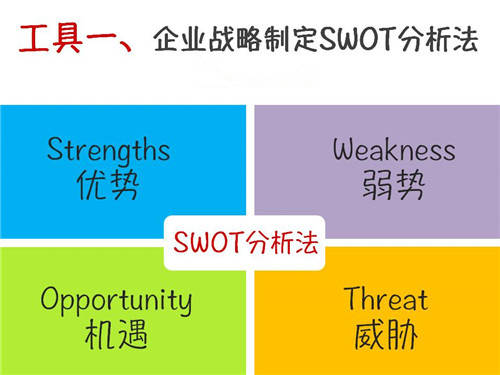 工具一、企业战略制定SWOT分析法
Strengths
优势
Weakness
弱势
SWOT分析法
Opportunity
机遇
Threat
威胁